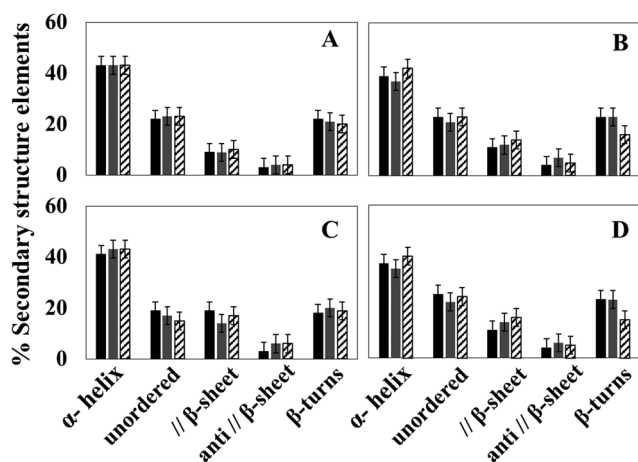 % Secondary structure elements
60
40
20
0
A
B
60
40
20
0
C
D
α- helix
unordered
// β-sheet
anti // β-sheet
β-turns
α- helix
unordered
// β-sheet
anti // β-sheet
β-turns